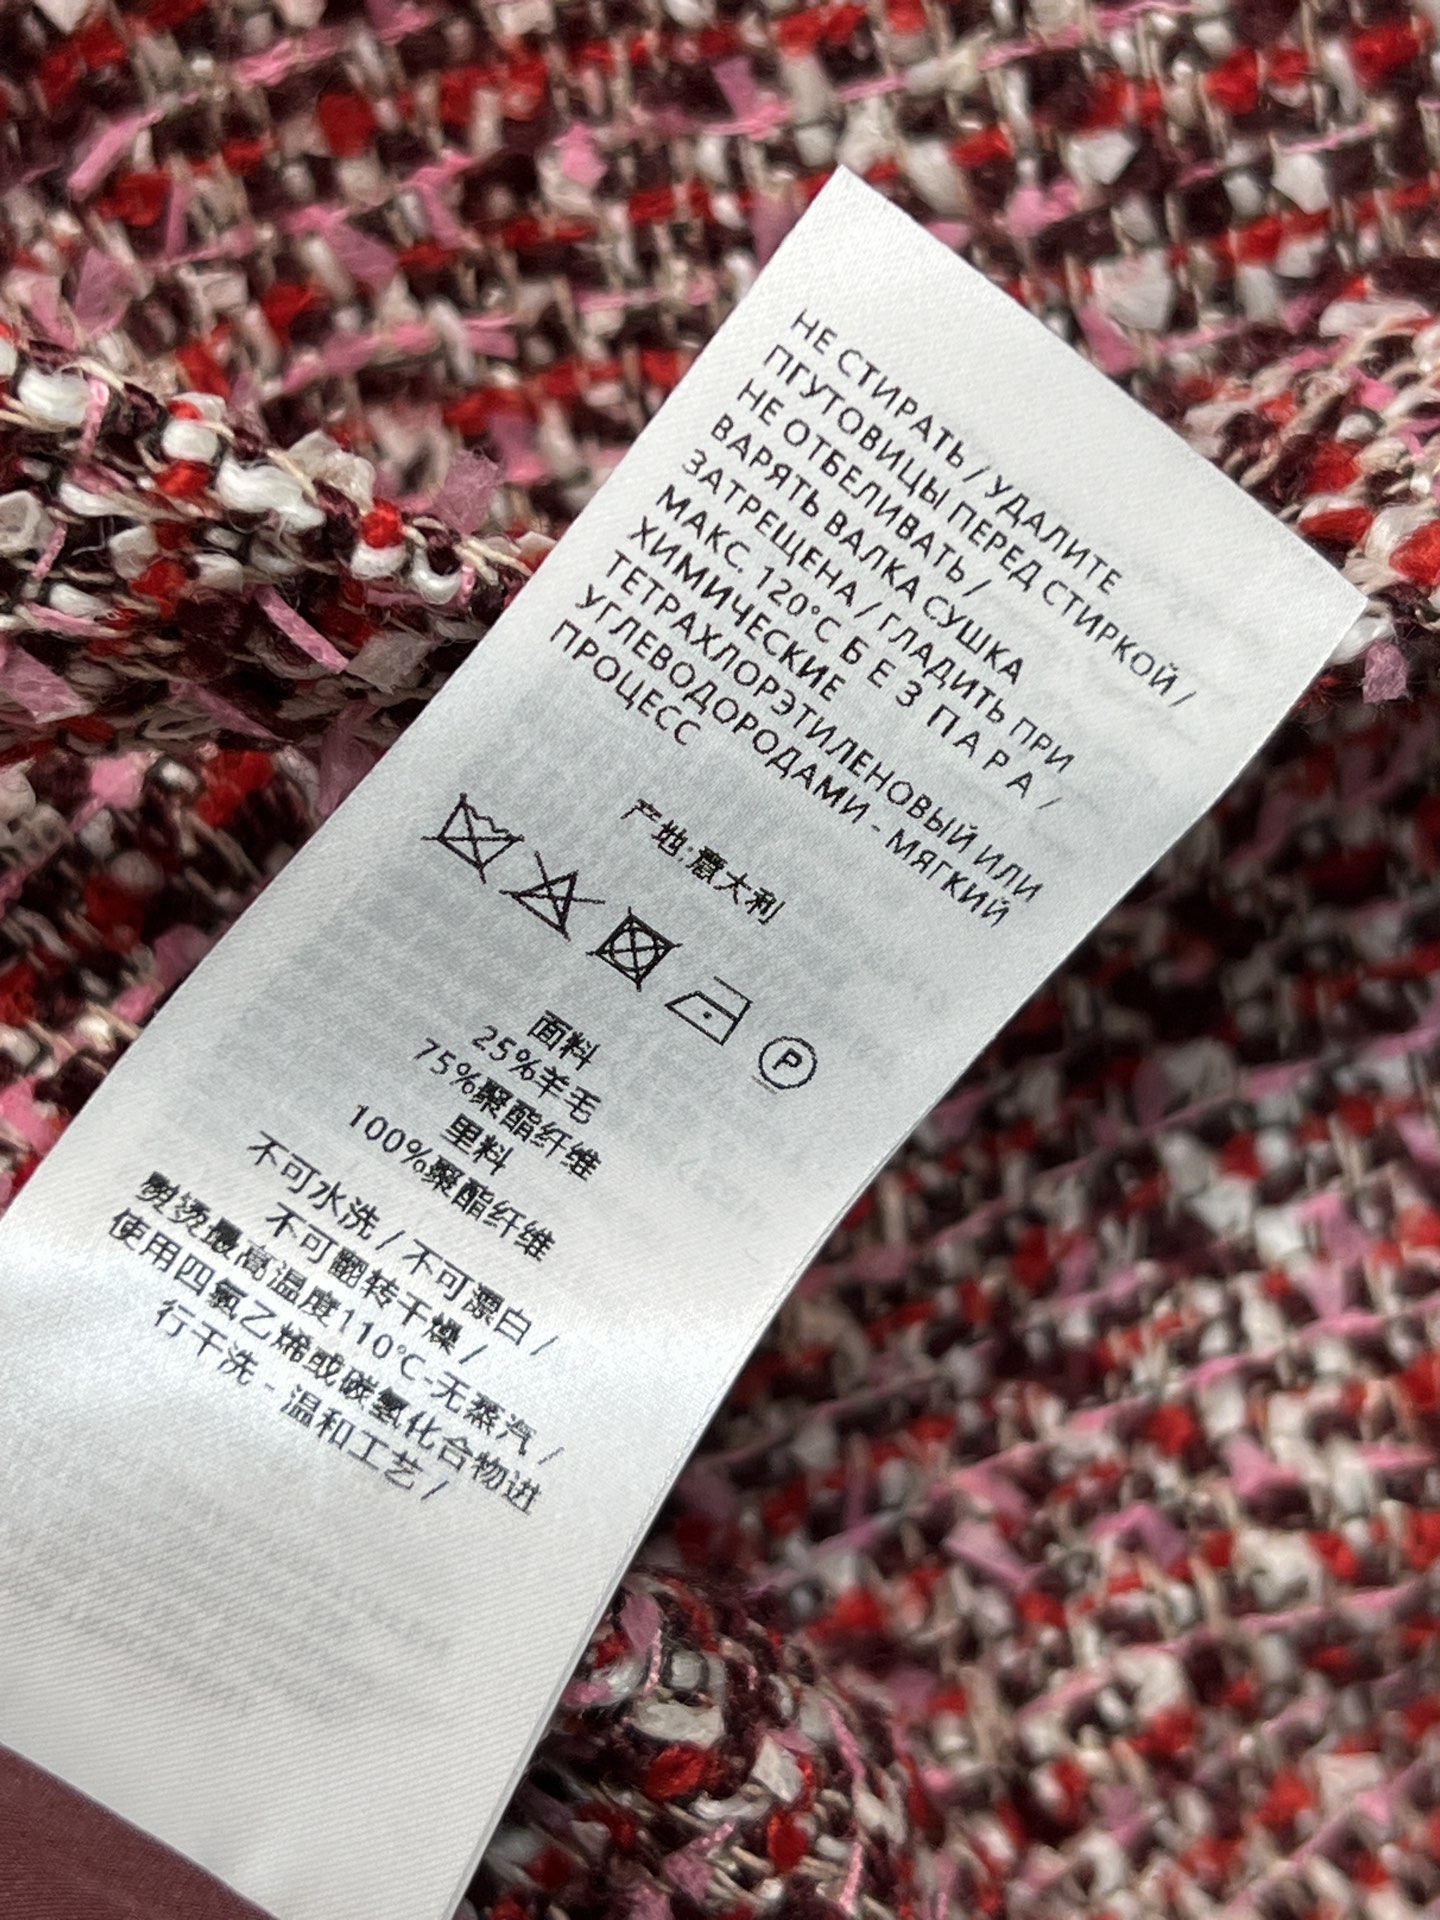 НЕ СТИРАТЬ / УДАЛИТЕ
ПГУТОВИЦЫ ПЕРЕД СТИРКОЙ /
НЕ ОТБЕЛИВАТЬ /
ВАРЯТЬ ВАЛКА СУШКА
ЗАТРЕЩЕНА / ГЛАДИТЬ ПРИ
МАКС. 120°C Б Е З П А Р А /
ХИМИЧЕСКИЕ
ТЕТРАХЛОРЭТИЛЕНОВЫЙ ИЛИ
УГЛЕВОДОРОДАМИ - МЯГКИЙ
ПРОЦЕСС
产地:意大利
P
面料
25%羊毛
75%聚酯纤维
里料
100%聚酯纤维
不可水洗 / 不可漂白 /
不可翻转干燥 /
熨烫最高温度110°C-无蒸汽 /
使用四氯乙烯或碳氢化合物进
行干洗 - 温和工艺 /